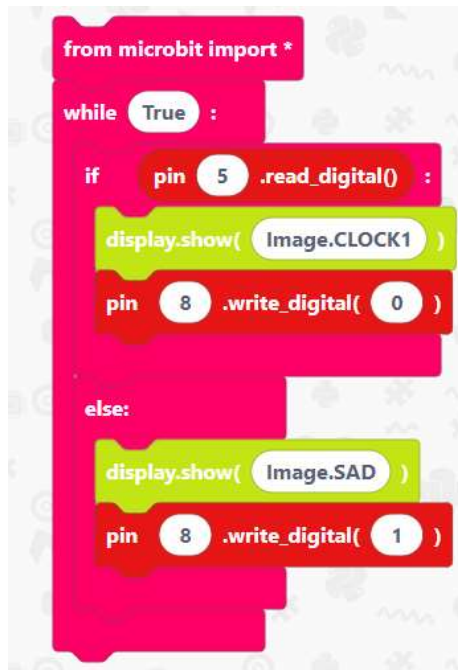 from microbit import *
while True :
if pin 5 .read_digital() :
display.show( Image.CLOCK1 )
pin 8 .write_digital( 0 )
else:
display.show( Image.SAD )
pin 8 .write_digital( 1 )